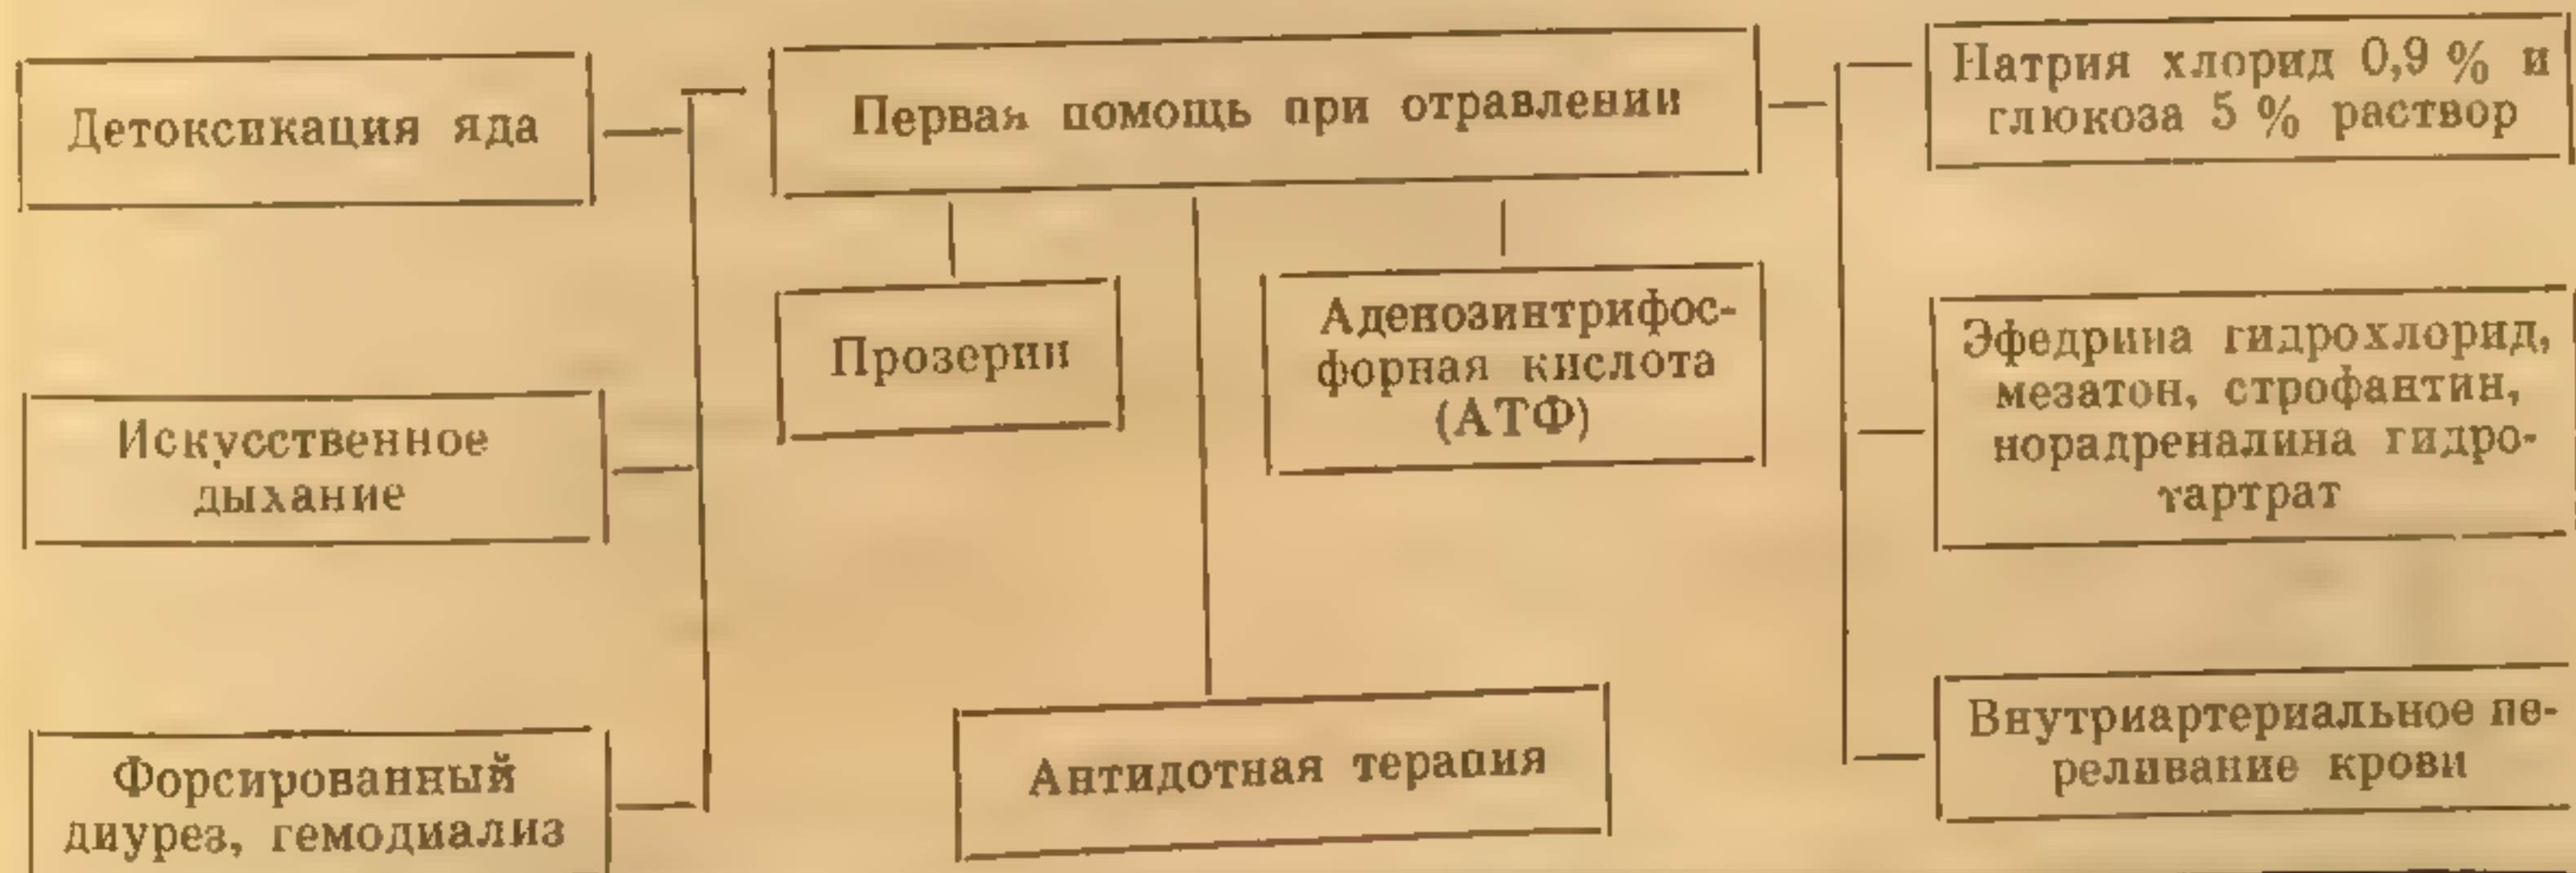 Детоксикация яда
Первая помощь при отравлении
Натрия хлорид 0,9 % и
глюкоза 5 % раствор
Прозерин
Аденозинтрифос-
форная кислота
(АТФ)
Эфедрина гидрохлорид,
мезатон, строфантин,
норадреналина гидро-
тартрат
Искусственное
дыхание
Форсированный
диурез, гемодиализ
Антидотная терапия
Внутриартериальное пе-
реливание крови